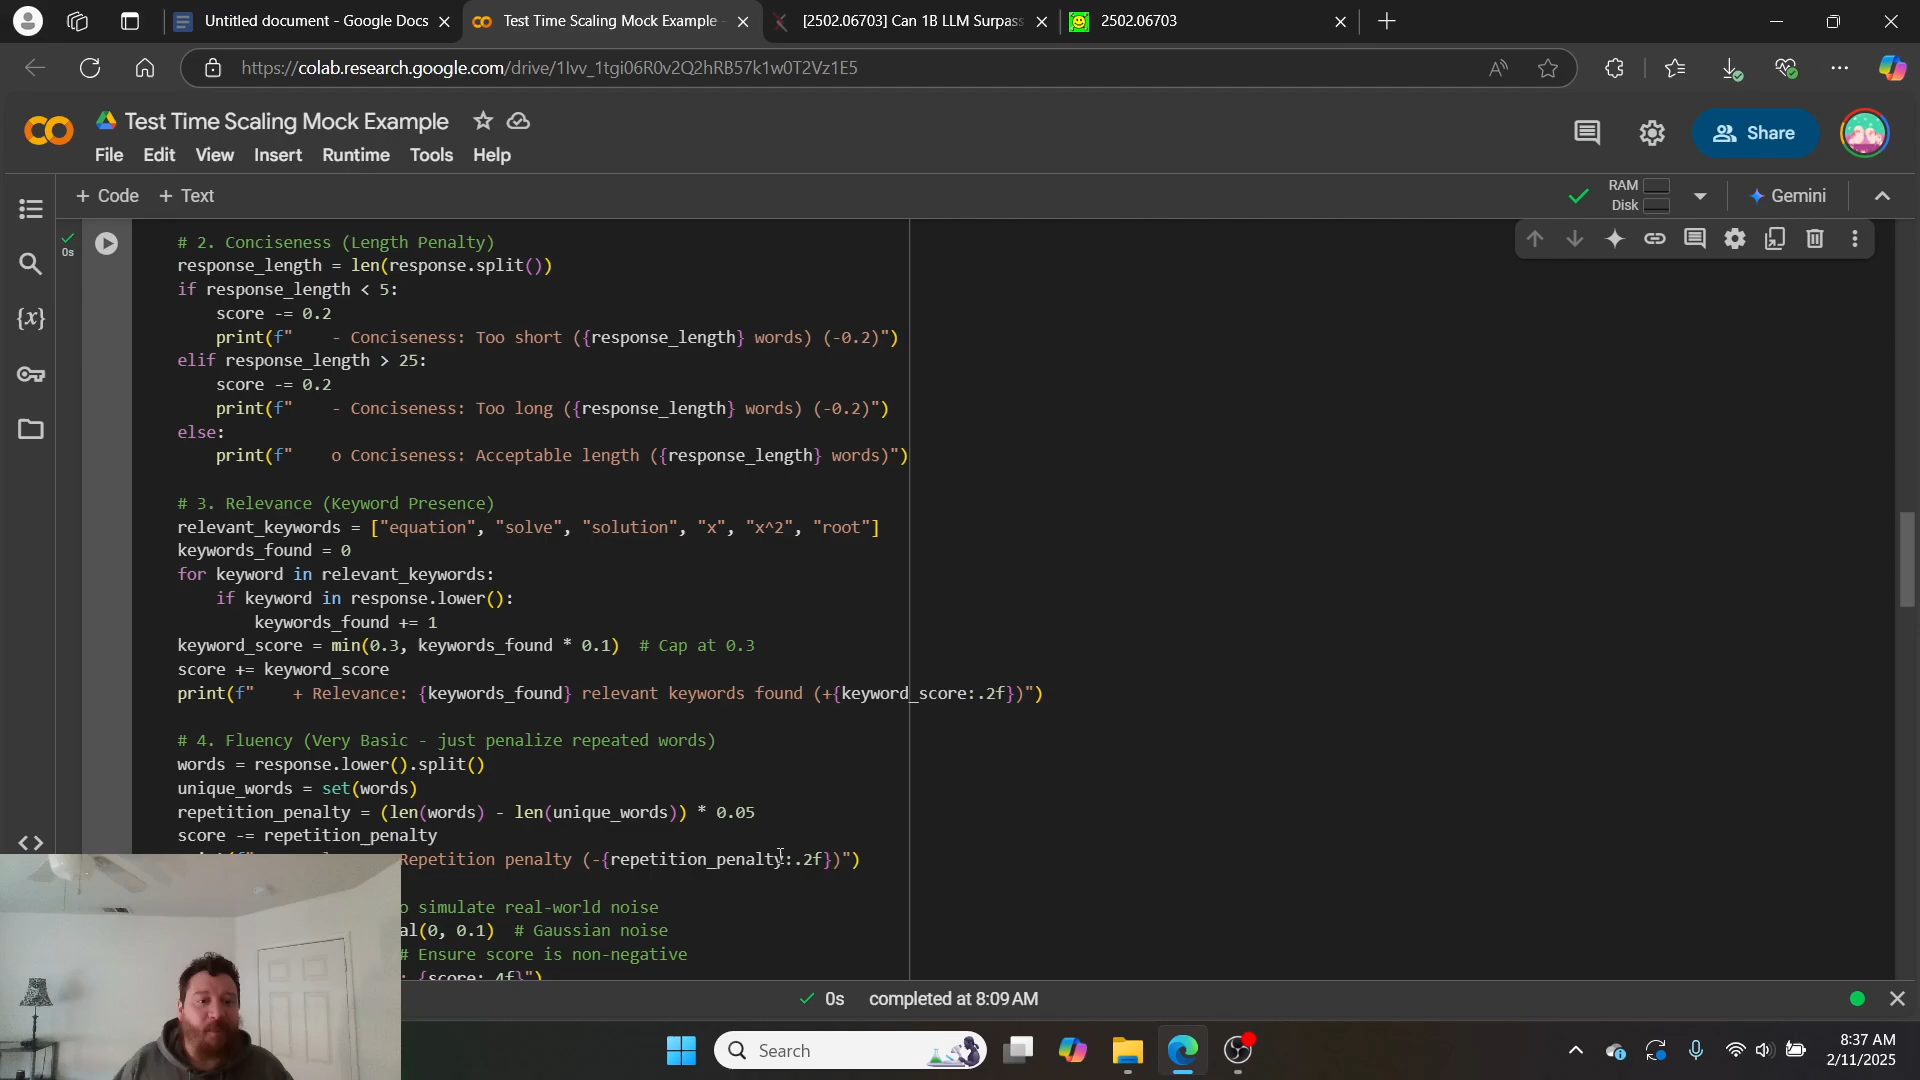 Untitled document - Google Docs
Test Time Scaling Mock Example -
[2502.06703] Can 1B LLM Surpass
2502.06703
https://colab.research.google.com/drive/1Ivv_1tgi06R0v2Q2hRB57k1w0T2Vz1E5
Test Time Scaling Mock Example
Share
File Edit View Insert Runtime Tools Help
+ Code + Text
RAM
Disk
Gemini
0s
# 2. Conciseness (Length Penalty)
response_length = len(response.split())
if response_length < 5:
score -= 0.2
print(f"    - Conciseness: Too short ({response_length} words) (-0.2)")
elif response_length > 25:
score -= 0.2
print(f"    - Conciseness: Too long ({response_length} words) (-0.2)")
else:
print(f"    o Conciseness: Acceptable length ({response_length} words)")
# 3. Relevance (Keyword Presence)
relevant_keywords = ["equation", "solve", "solution", "x", "x^2", "root"]
keywords_found = 0
for keyword in relevant_keywords:
if keyword in response.lower():
keywords_found += 1
keyword_score = min(0.3, keywords_found * 0.1)  # Cap at 0.3
score += keyword_score
print(f"    + Relevance: {keywords_found} relevant keywords found (+{keyword_score:.2f})")
# 4. Fluency (Very Basic - just penalize repeated words)
words = response.lower().split()
unique_words = set(words)
repetition_penalty = (len(words) - len(unique_words)) * 0.05
score -= repetition_penalty
Repetition penalty (-{repetition_penalty:.2f})")
o simulate real-world noise
al(0, 0.1)  # Gaussian noise
# Ensure score is non-negative
: {score:.4f}")
0s completed at 8:09 AM
Search
8:37 AM
2/11/2025